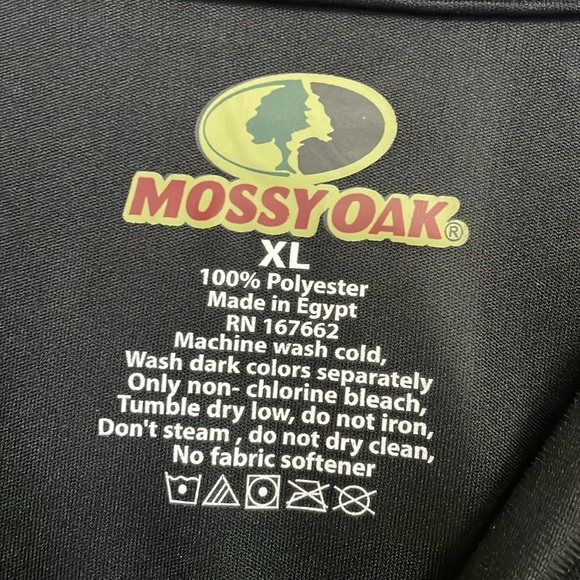 MOSSY OAK®
XL
100% Polyester
Made in Egypt
RN 167662
Machine wash cold,
Wash dark colors separately
Only non- chlorine bleach,
Tumble dry low, do not iron,
Don't steam , do not dry clean,
No fabric softener